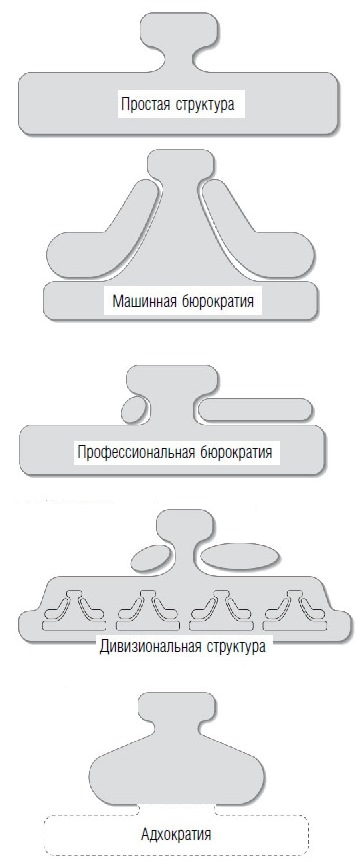 Простая структура
Машинная бюрократия
Профессиональная бюрократия
Дивизиональная структура
Адхократия